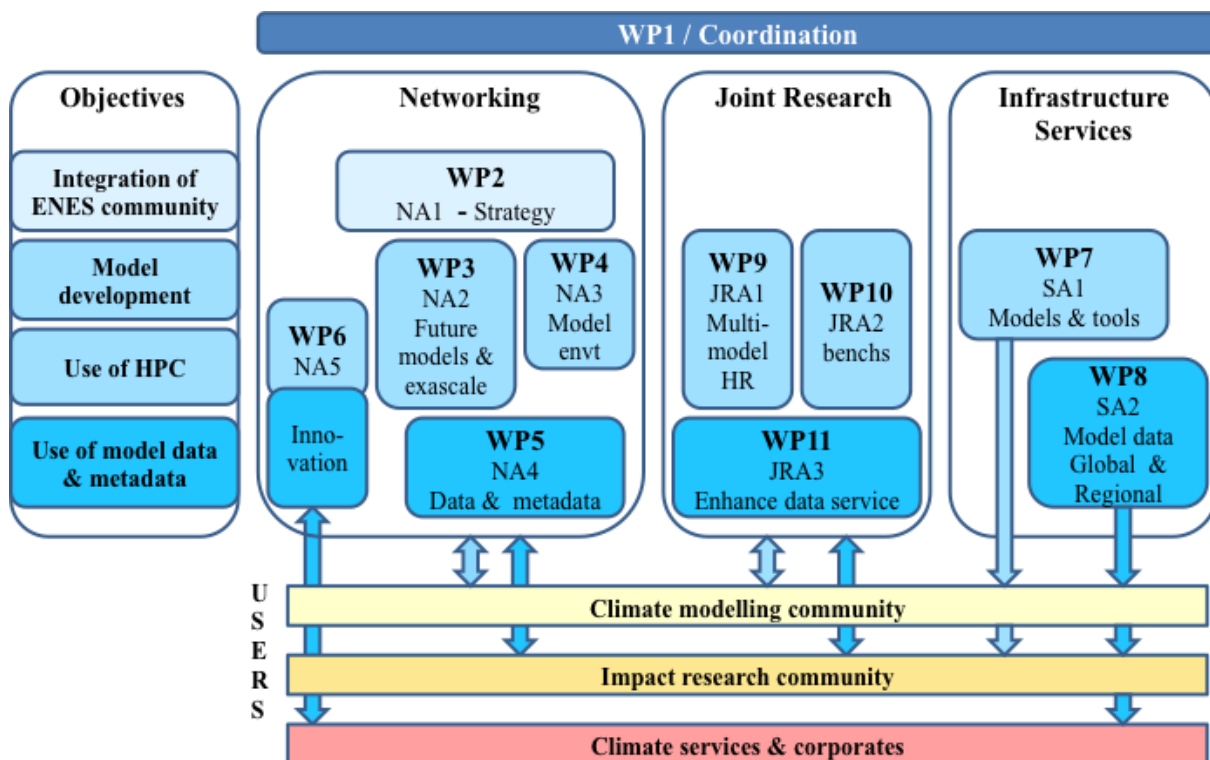 WP1 / Coordination
Objectives
Integration of
ENES community
Model
development
Use of HPC
Use of model data
& metadata
Networking
WP2
NA1 - Strategy
WP3
NA2
Future
models &
exascale
WP4
NA3
Model
envt
WP6
NA5
Inno-
vation
WP5
NA4
Data & metadata
Joint Research
WP9
JRA1
Multi-
model
HR
WP10
JRA2
benchs
WP11
JRA3
Enhance data service
Infrastructure
Services
WP7
SA1
Models & tools
WP8
SA2
Model data
Global &
Regional
USERS
Climate modelling community
Impact research community
Climate services & corporates